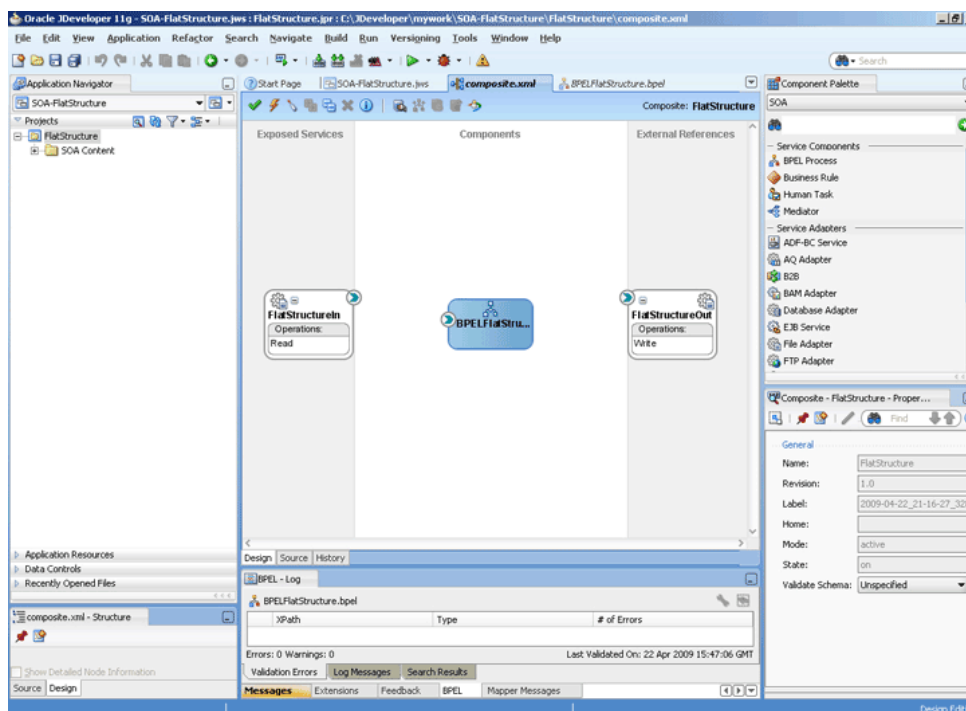 Oracle JDeveloper 11g - SOA-FlatStructure.jws : FlatStructure.jpr : C:\JDeveloper\mywork\SOA-FlatStructure\FlatStructure\composite.xml
File Edit View Application Refactor Search Navigate Build Run Versioning Tools Window Help
Search
Application Navigator
SOA-FlatStructure
Projects
FlatStructure
SOA Content
Application Resources
Data Controls
Recently Opened Files
composite.xml - Structure
Show Detailed Node Information
Source Design
Start Page SOA-FlatStructure.jws composite.xml BPELFlatStructure.bpel
Composite: FlatStructure
Exposed Services Components External References
FlatStructureIn
Operations:
Read
BPELFlatStru...
FlatStructureOut
Operations:
Write
Design Source History
BPEL - Log
BPELFlatStructure.bpel
XPath Type # of Errors
Errors: 0 Warnings: 0 Last Validated On: 22 Apr 2009 15:47:06 GMT
Validation Errors Log Messages Search Results
Messages Extensions Feedback BPEL Mapper Messages
Component Palette
SOA
Service Components
BPEL Process
Business Rule
Human Task
Mediator
Service Adapters
ADF-BC Service
AQ Adapter
B2B
BAM Adapter
Database Adapter
EJB Service
File Adapter
FTP Adapter
Composite - FlatStructure - Proper...
Find
General
Name: FlatStructure
Revision: 1.0
Label: 2009-04-22_21-16-27_32
Home:
Mode: active
State: on
Validate Schema: Unspecified
Design Edit